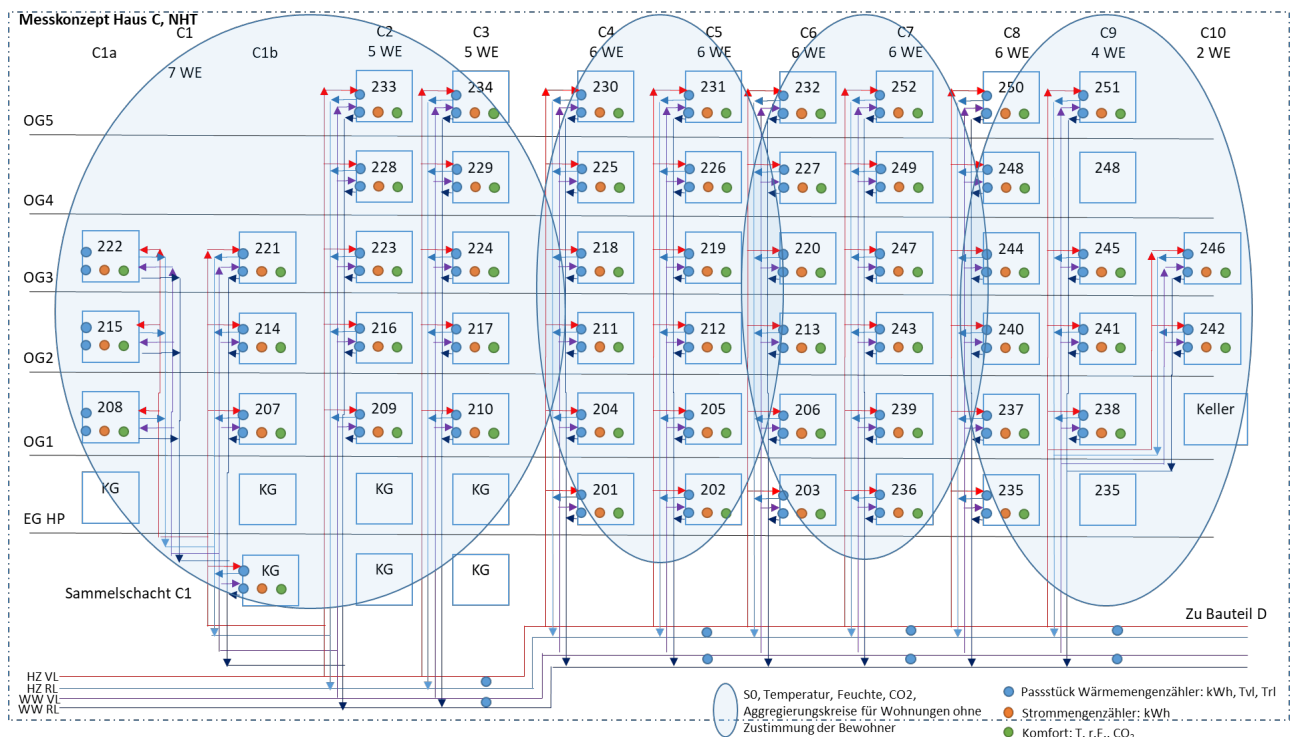 Messkonzept Haus C, NHT
C1a
C1
7 WE
C1b
C2
5 WE
C3
5 WE
C4
6 WE
C5
6 WE
C6
6 WE
C7
6 WE
C8
6 WE
C9
4 WE
C10
2 WE
233 234 230 231 232 252 250 251
OG5
228 229 225 226 227 249 248 248
OG4
222 221 223 224 218 219 220 247 244 245 246
OG3
215 214 216 217 211 212 213 243 240 241 242
OG2
208 207 209 210 204 205 206 239 237 238 Keller
OG1
KG KG KG KG 201 202 203 236 235 235
EG HP
KG KG KG
Sammelschacht C1
Zu Bauteil D
HZ VL
HZ RL
WW VL
WW RL
S0, Temperatur, Feuchte, CO2,
Aggregierungskreise für Wohnungen ohne
Zustimmung der Bewohner
Passstück Wärmemengenzähler: kWh, Tvl, Trl
Strommengenzähler: kWh
Komfort: T, r.F., CO₂